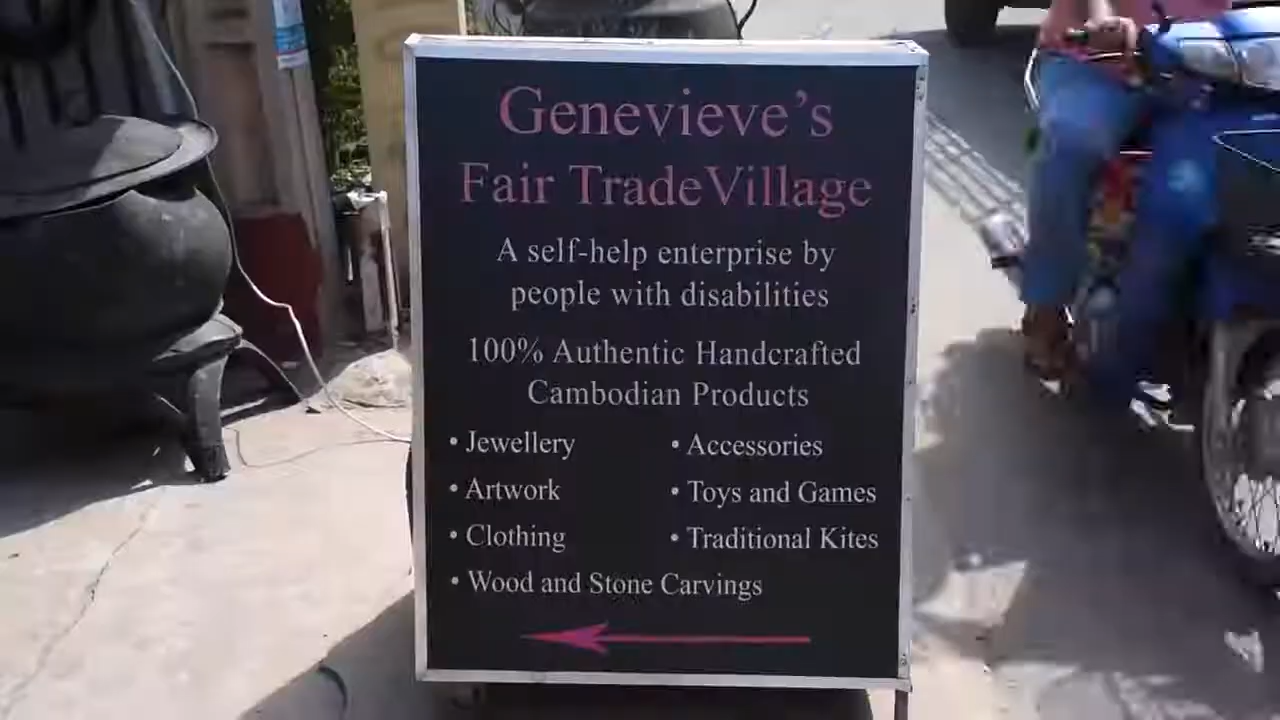 Genevieve's
Fair TradeVillage
A self-help enterprise by
people with disabilities
100% Authentic Handcrafted
Cambodian Products
• Jewellery
• Accessories
• Artwork
• Toys and Games
• Clothing
• Traditional Kites
• Wood and Stone Carvings